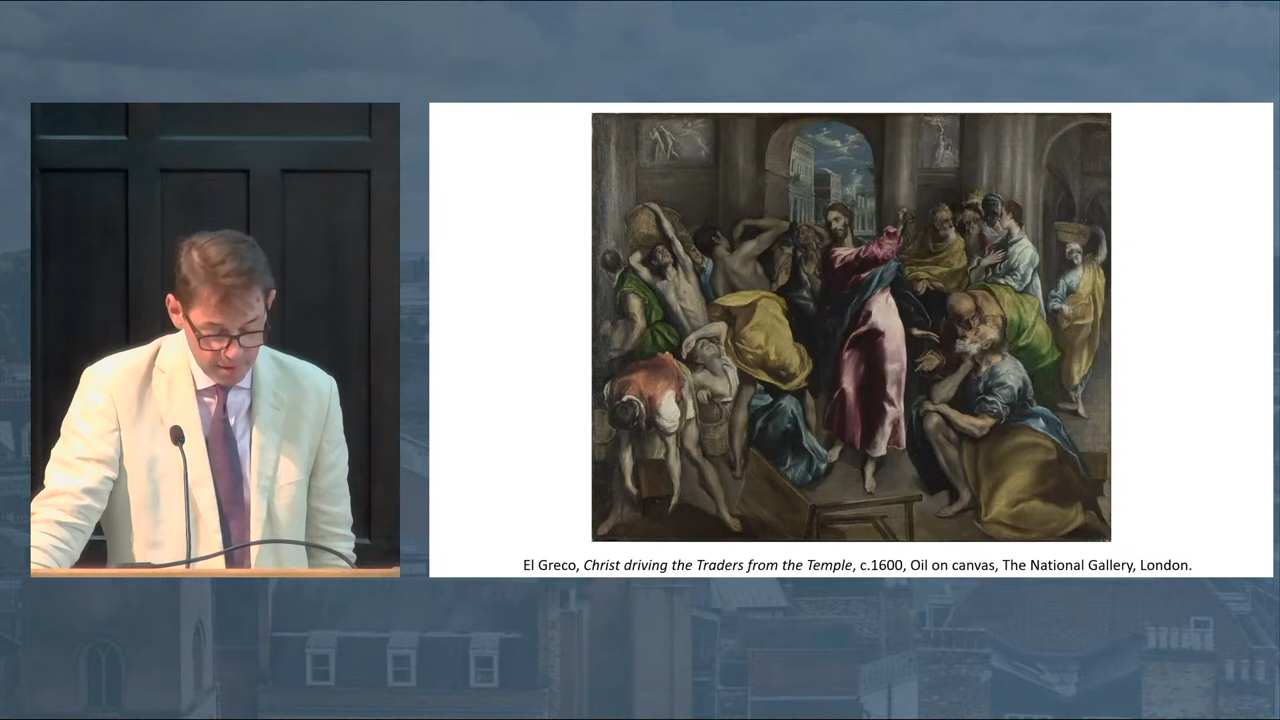 El Greco, Christ driving the Traders from the Temple, c.1600, Oil on canvas, The National Gallery, London.